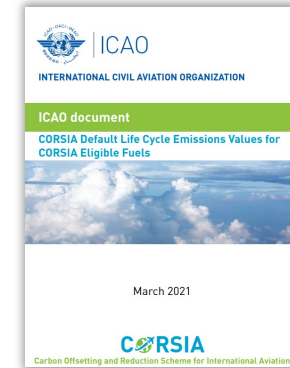 ICAO
INTERNATIONAL CIVIL AVIATION ORGANIZATION
ICAO document
CORSIA Default Life Cycle Emissions Values for
CORSIA Eligible Fuels
March 2021
CORSIA
Carbon Offsetting and Reduction Scheme for International Aviation